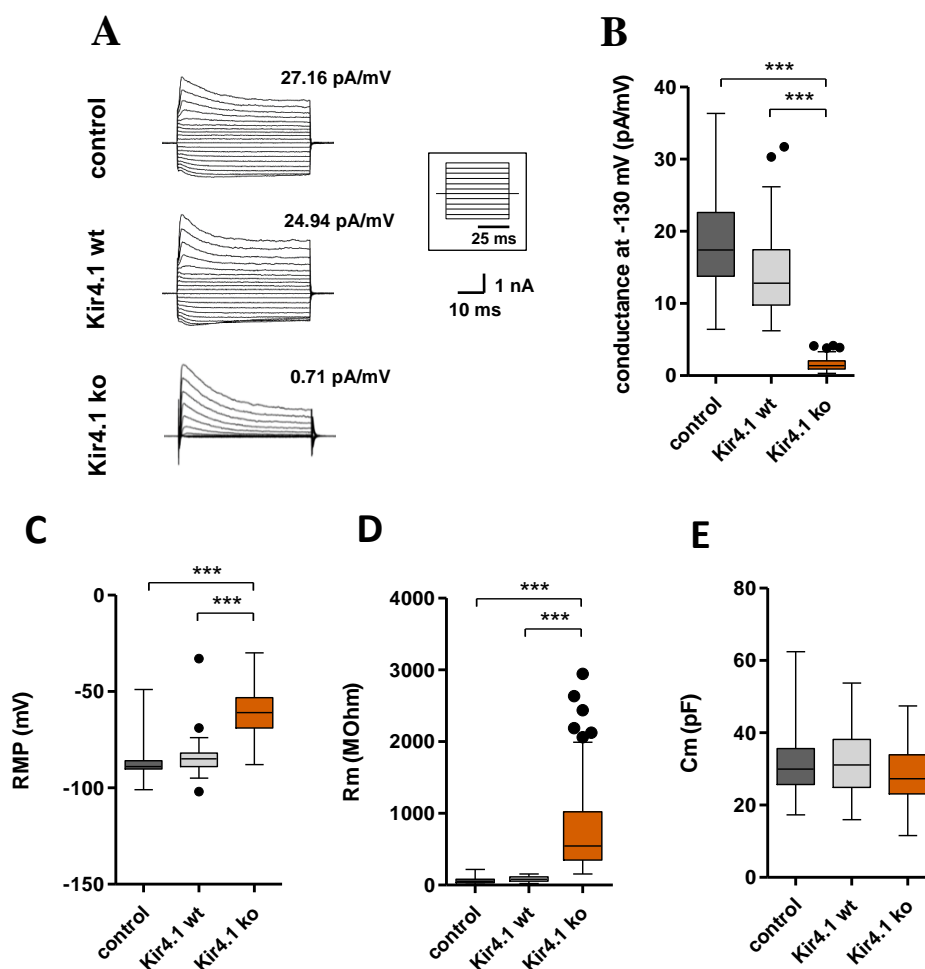 A
27.16 pA/mV
control
24.94 pA/mV
Kir4.1 wt
0.71 pA/mV
Kir4.1 ko
25 ms
1 nA
10 ms
B
***
***
conductance at -130 mV (pA/mV)
40
30
20
10
0
control
Kir4.1 wt
Kir4.1 ko
C
***
***
RMP (mV)
0
-50
-100
-150
control
Kir4.1 wt
Kir4.1 ko
D
***
***
Rm (MOhm)
4000
3000
2000
1000
0
control
Kir4.1 wt
Kir4.1 ko
E
Cm (pF)
80
60
40
20
0
control
Kir4.1 wt
Kir4.1 ko